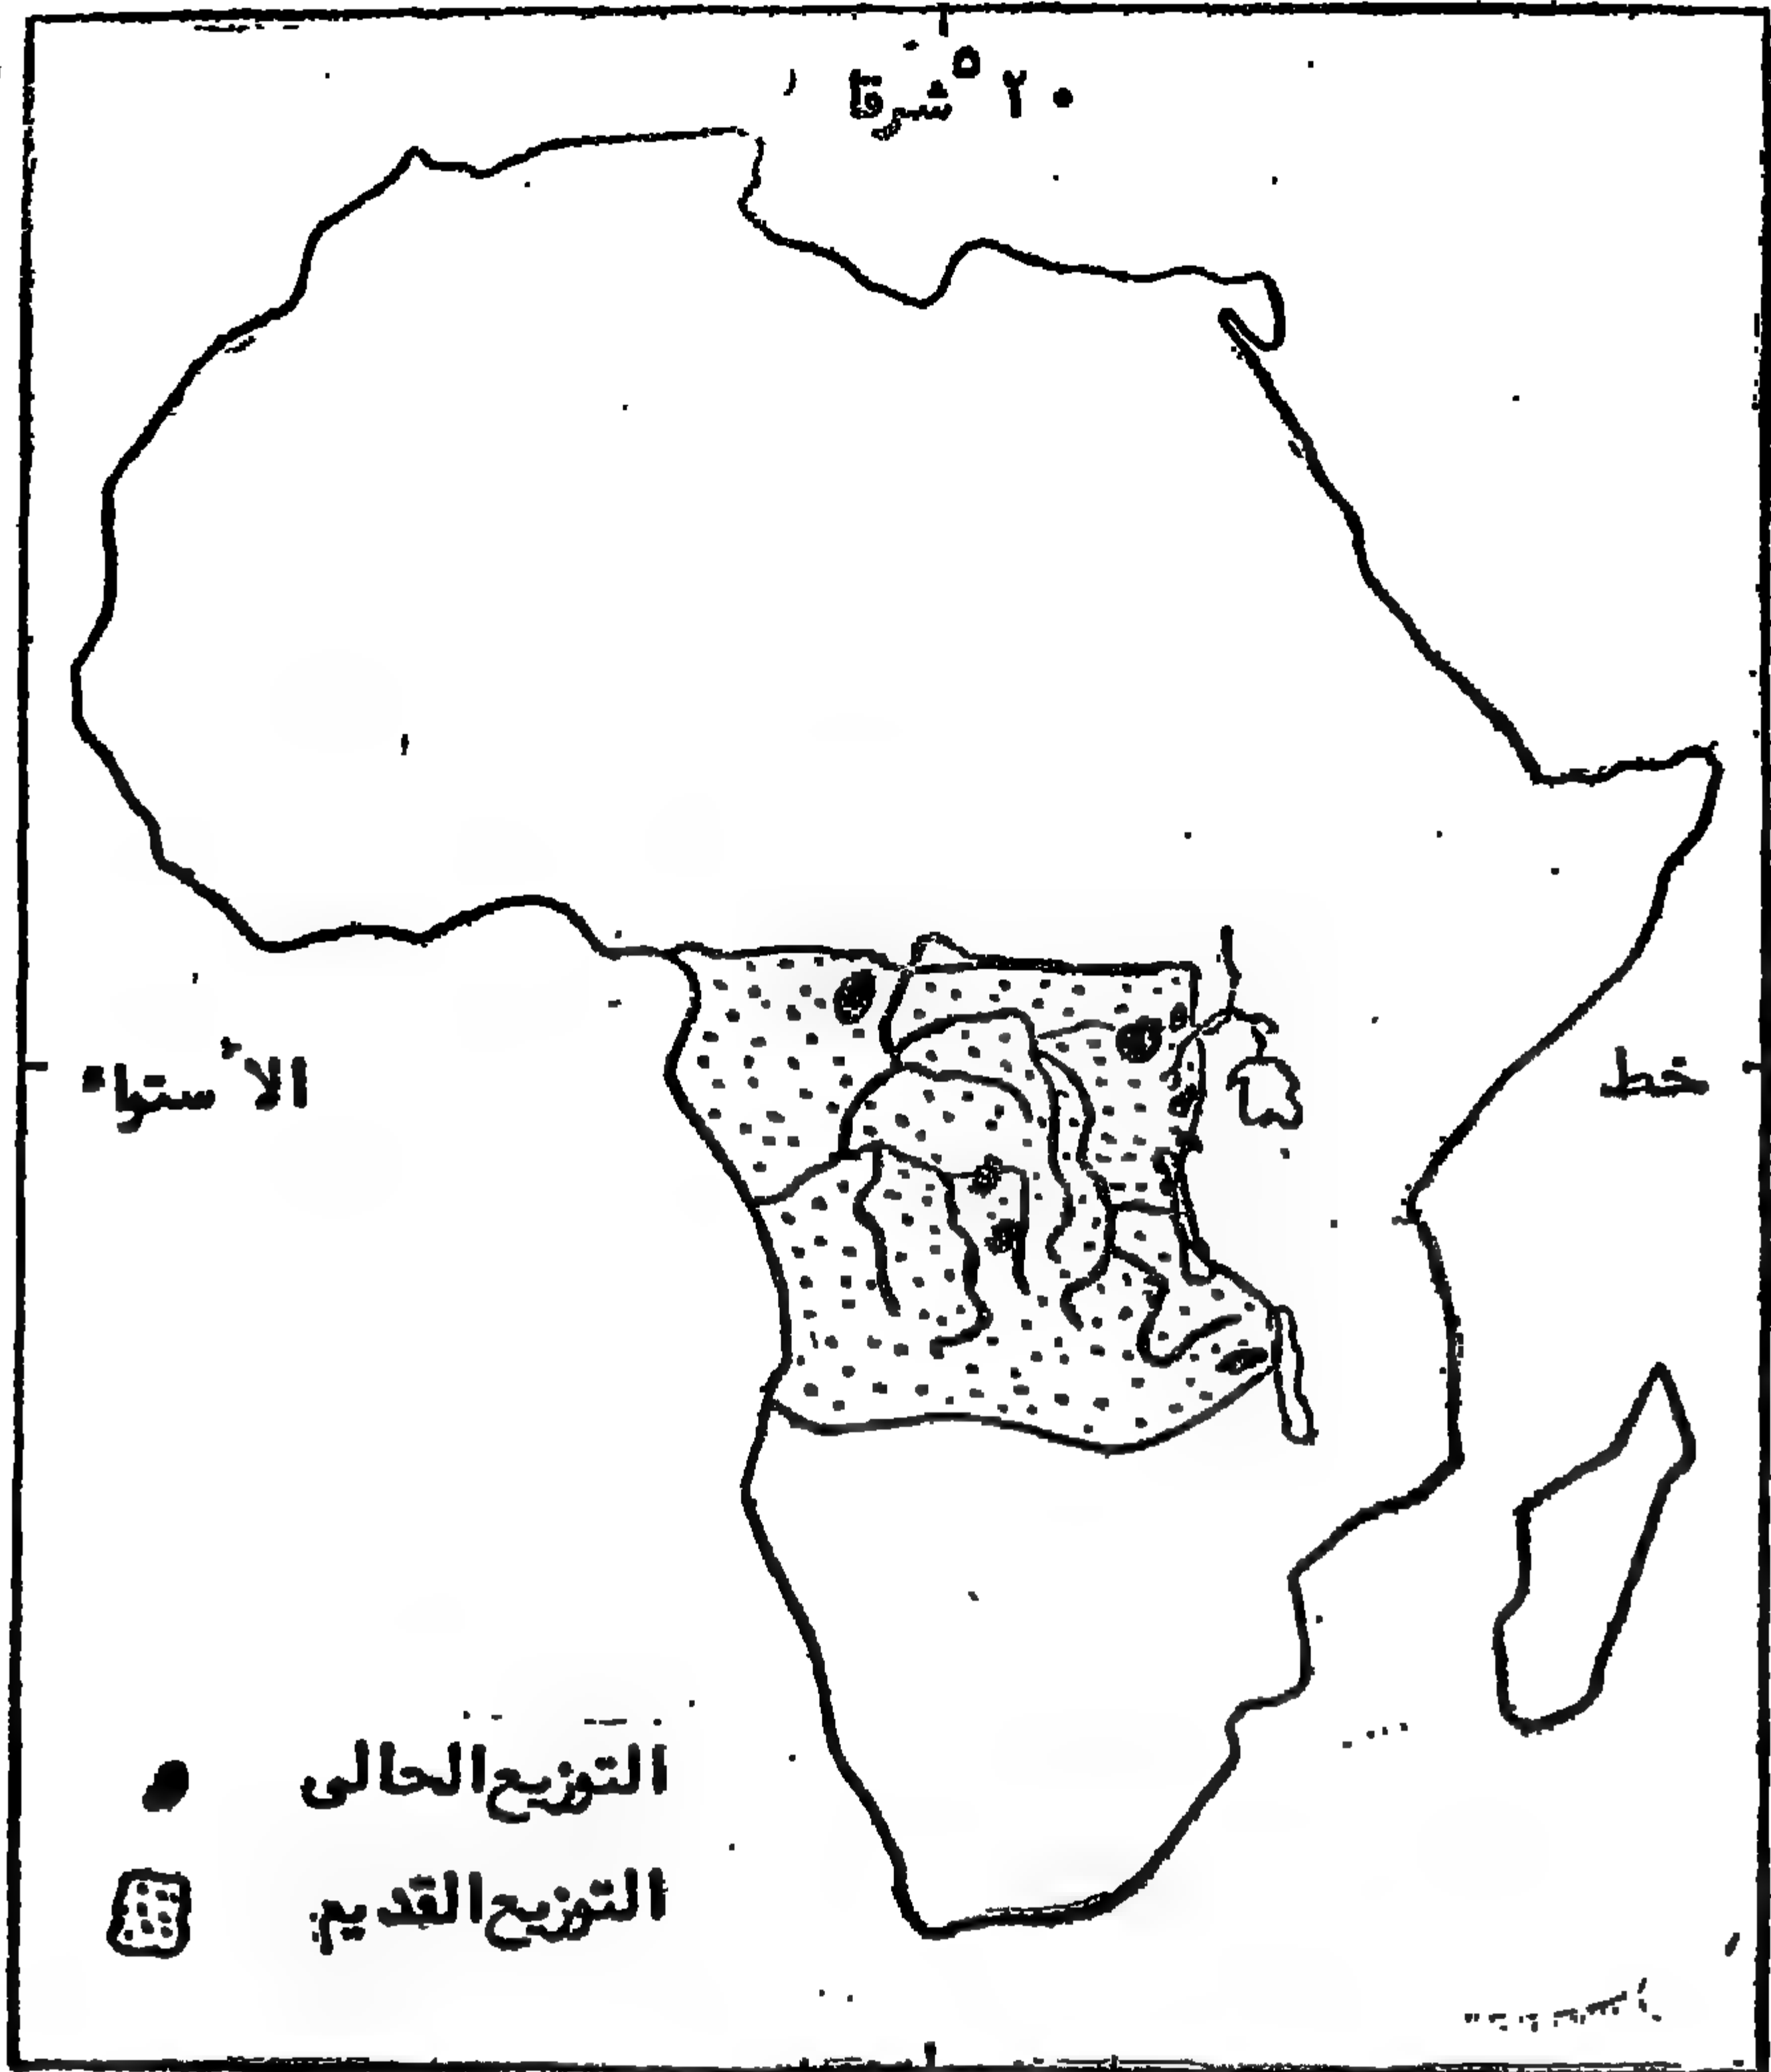 ٢٠° شرقا
خط الاستواء
التوزيع الحالى
التوزيع القديم